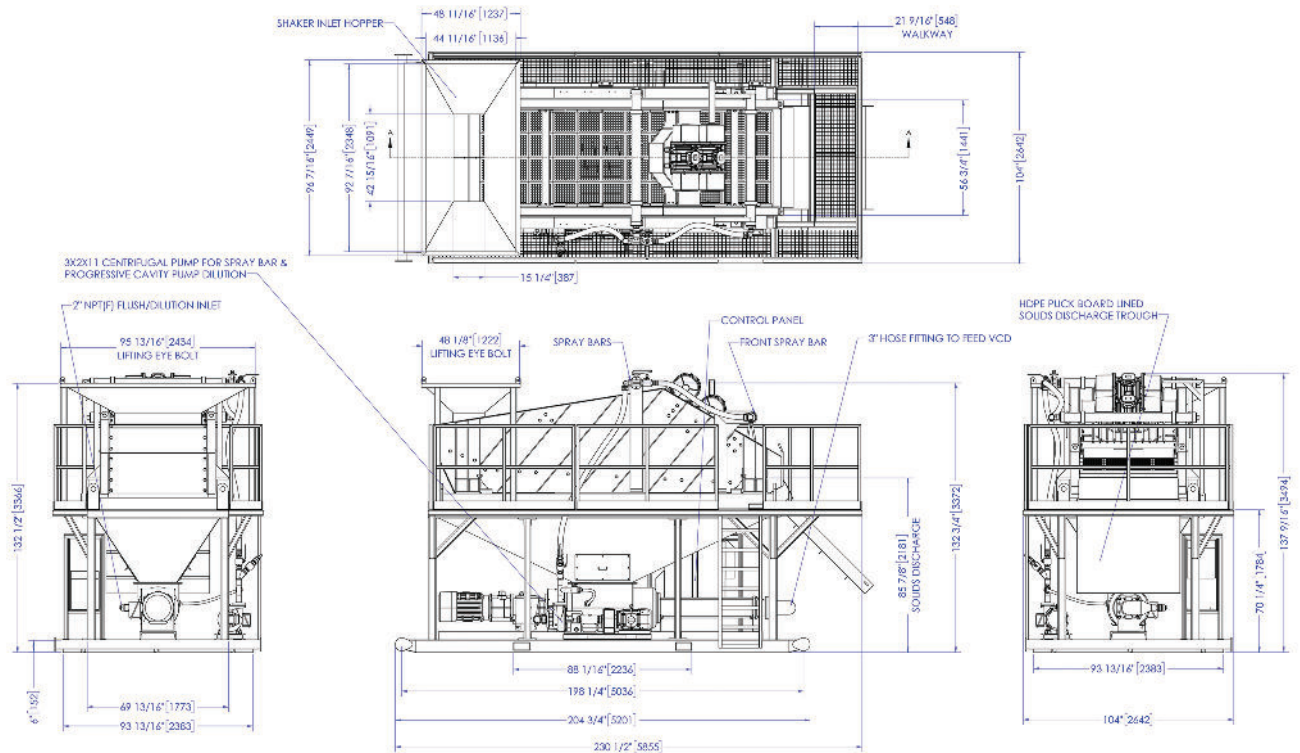 48 11/16" [1237]
SHAKER INLET HOPPER
44 11/16" [1136]
21 9/16" [548]
WALKWAY
96 7/16" [2449]
92 7/16" [2348]
42 15/16" [1091]
A
A
56 3/4" [1441]
104" [2642]
15 1/4" [387]
3X2X11 CENTRIFUGAL PUMP FOR SPRAY BAR &
PROGRESSIVE CAVITY PUMP DILUTION
2" NPT(F) FLUSH/DILUTION INLET
95 13/16" [2434]
LIFTING EYE BOLT
132 1/2" [3366]
6" [152]
69 13/16" [1773]
93 13/16" [2383]
48 1/8" [1222]
LIFTING EYE BOLT
SPRAY BARS
CONTROL PANEL
FRONT SPRAY BAR
3" HOSE FITTING TO FEED VCD
85 7/8" [2181]
SOLIDS DISCHARGE
132 3/4" [3372]
88 1/16" [2236]
198 1/4" [5036]
204 3/4" [5201]
230 1/2" [5855]
HDPE PUCK BOARD LINED
SOLIDS DISCHARGE TROUGH
137 9/16" [3494]
70 1/4" [1784]
93 13/16" [2383]
104" [2642]